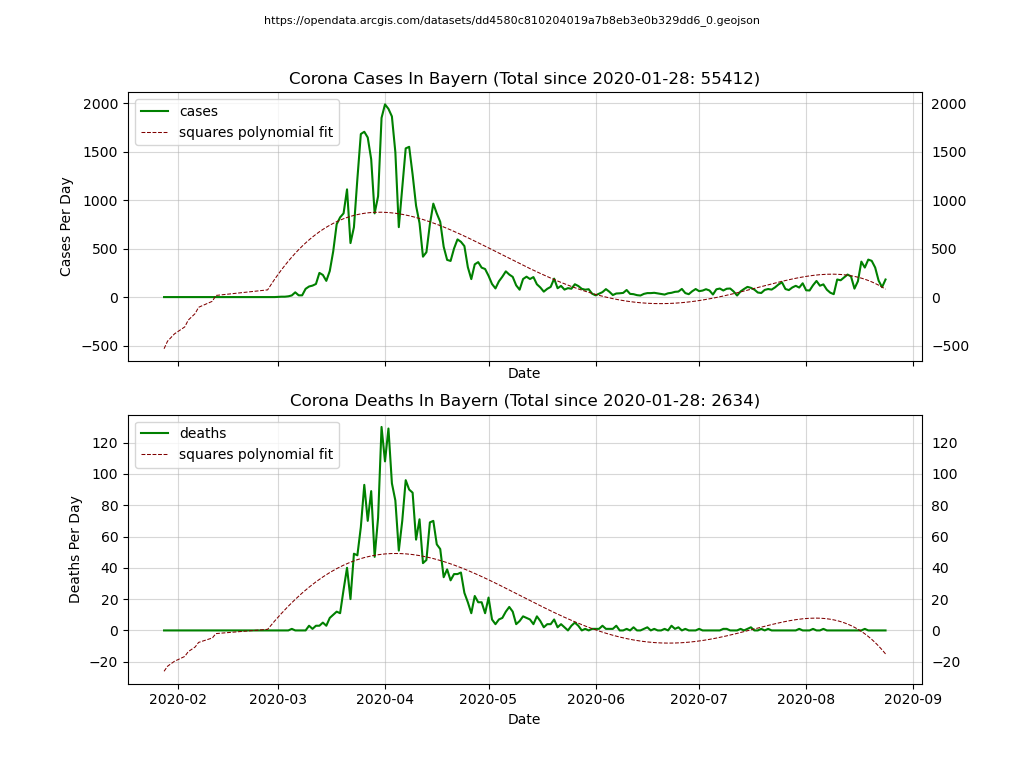 https://opendata.arcgis.com/datasets/dd4580c810204019a7b8eb3e0b329dd6_0.geojson
Corona Cases In Bayern (Total since 2020-01-28: 55412)
cases
squares polynomial fit
2000 2000
1500 1500
1000 1000
500 500
0 0
−500 −500
Cases Per Day
Date
Corona Deaths In Bayern (Total since 2020-01-28: 2634)
deaths
squares polynomial fit
120 120
100 100
80 80
60 60
40 40
20 20
0 0
−20 −20
Deaths Per Day
2020-02 2020-03 2020-04 2020-05 2020-06 2020-07 2020-08 2020-09
Date